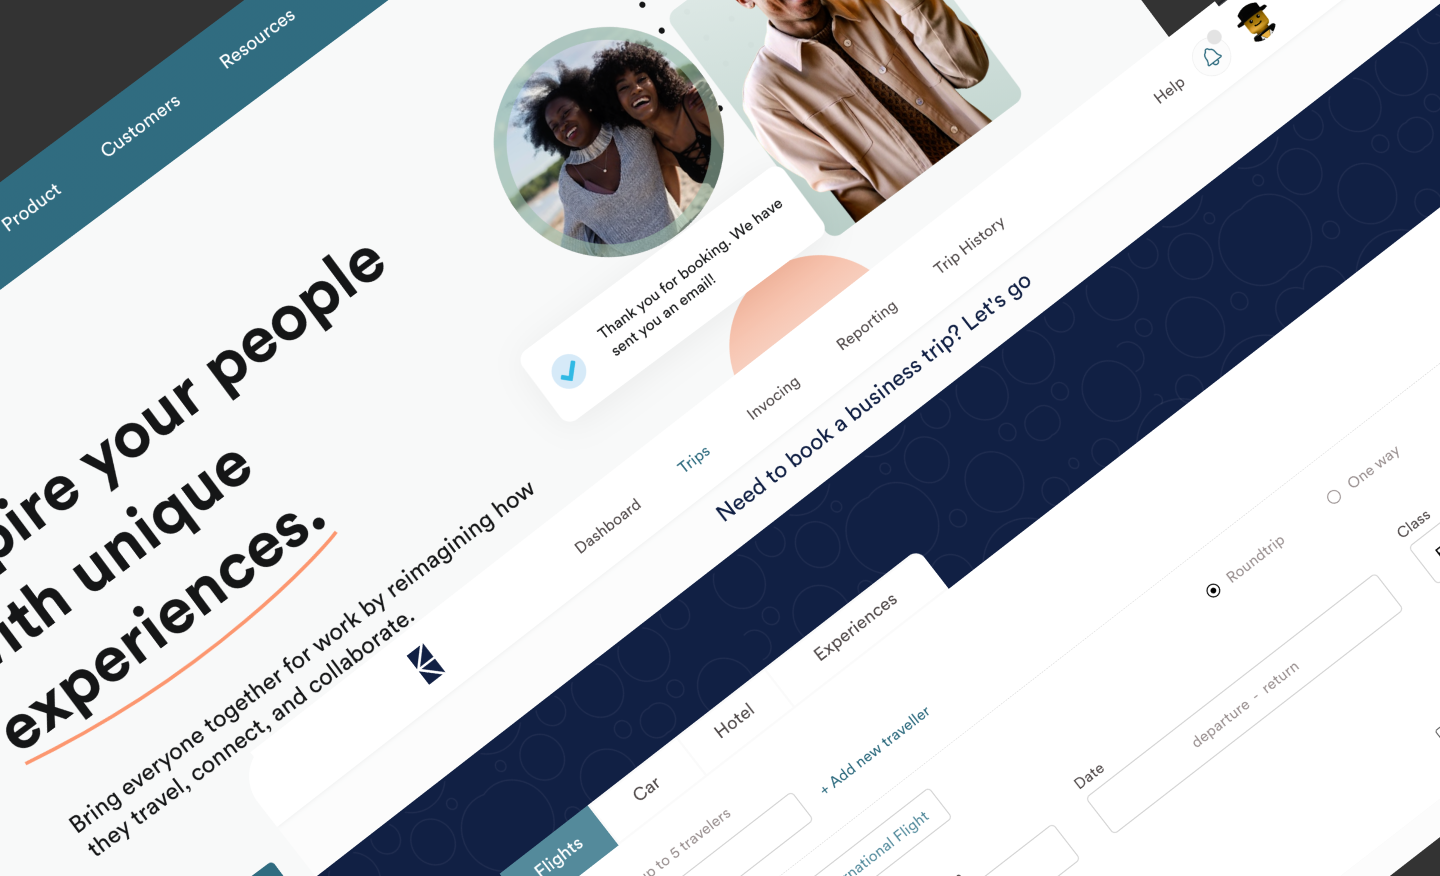 Product
Customers
Resources
your people
unique
experiences.
Bring everyone together for work by reimagining how
they travel, connect, and collaborate.
Thank you for booking. We have
sent you an email!
Dashboard
Trips
Invocing
Reporting
Trip History
Help
Need to book a business trip? Let's go
Flights
Car
Hotel
Experiences
to 5 travelers
+ Add new traveller
Flight
Roundtrip
One way
Date
departure - return
Class